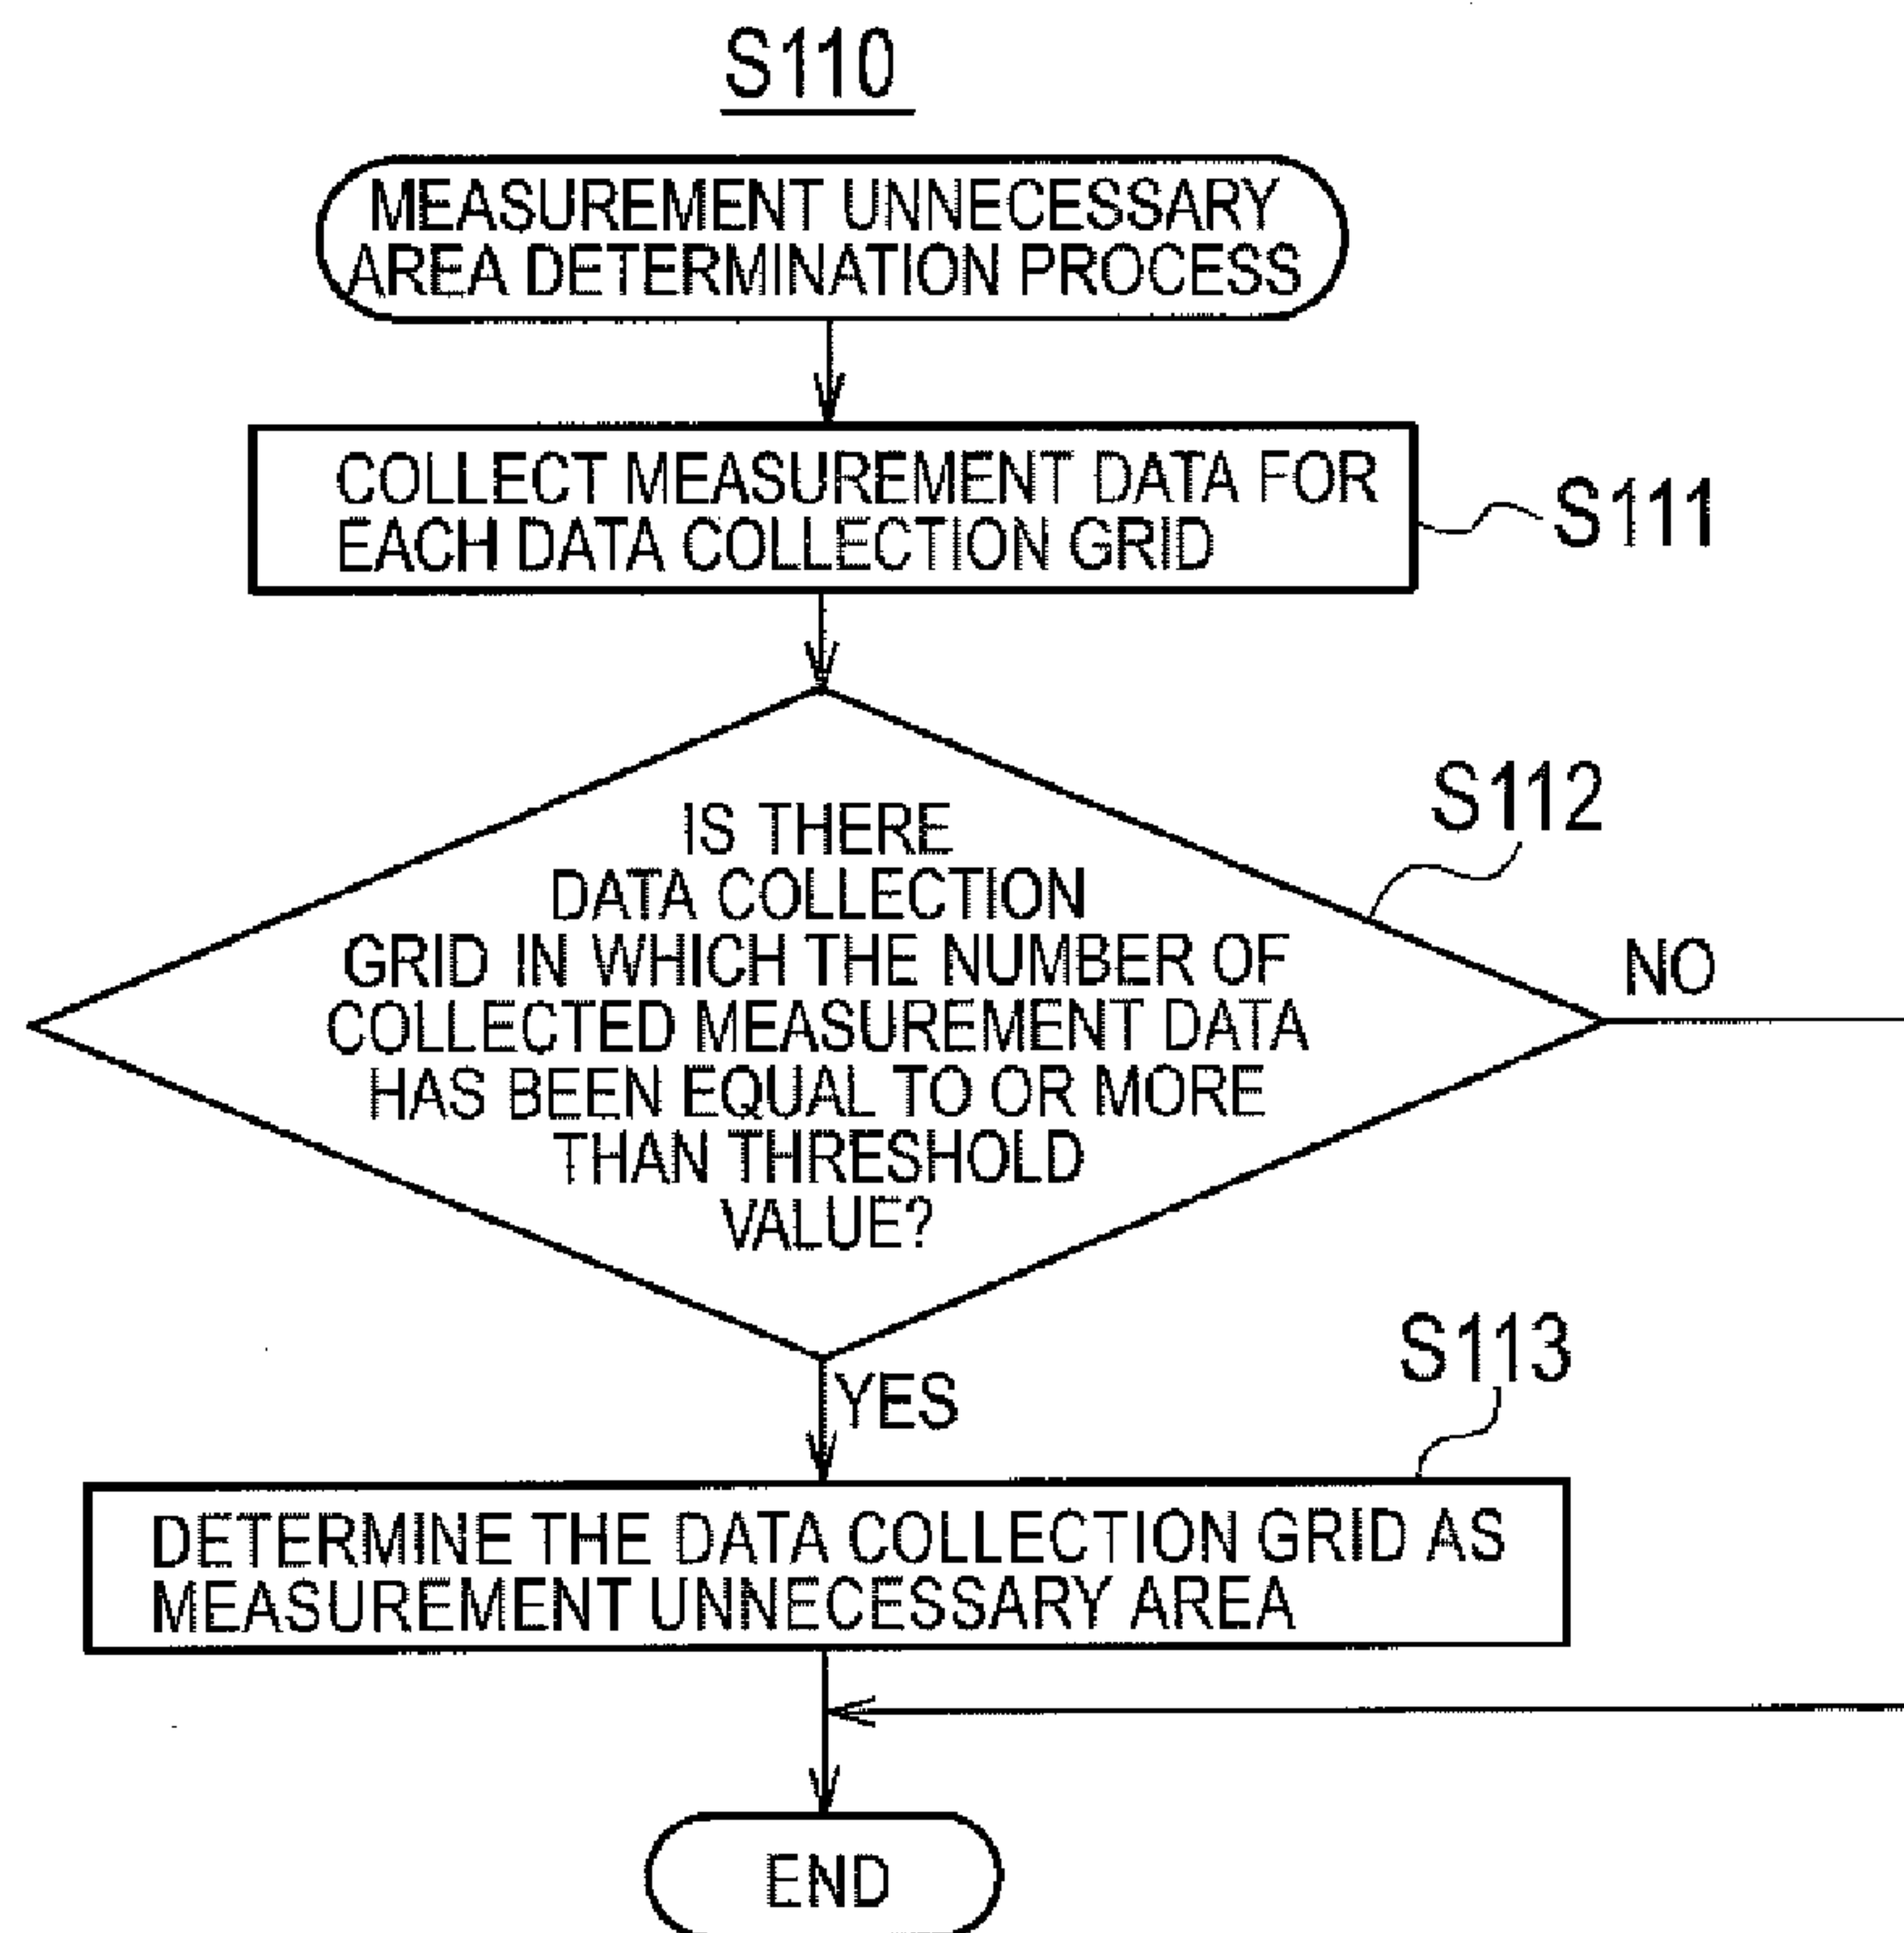 S110
MEASUREMENT UNNECESSARY
AREA DETERMINATION PROCESS
COLLECT MEASUREMENT DATA FOR
EACH DATA COLLECTION GRID
S111
S112
IS THERE
DATA COLLECTION
GRID IN WHICH THE NUMBER OF
COLLECTED MEASUREMENT DATA
HAS BEEN EQUAL TO OR MORE
THAN THRESHOLD
VALUE?
NO
YES
S113
DETERMINE THE DATA COLLECTION GRID AS
MEASUREMENT UNNECESSARY AREA
END